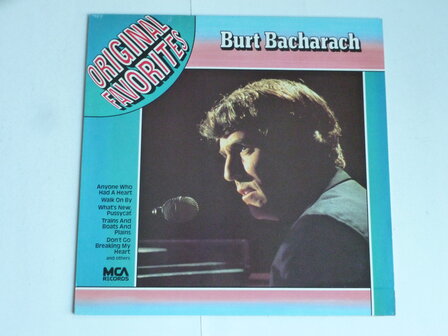 ORIGINAL
FAVORITES
Burt Bacharach
Anyone Who
Had A Heart
Walk On By
What's New,
Pussycat
Trains And
Boats And
Plains
Don't Go
Breaking My
Heart
and others
MCA
RECORDS